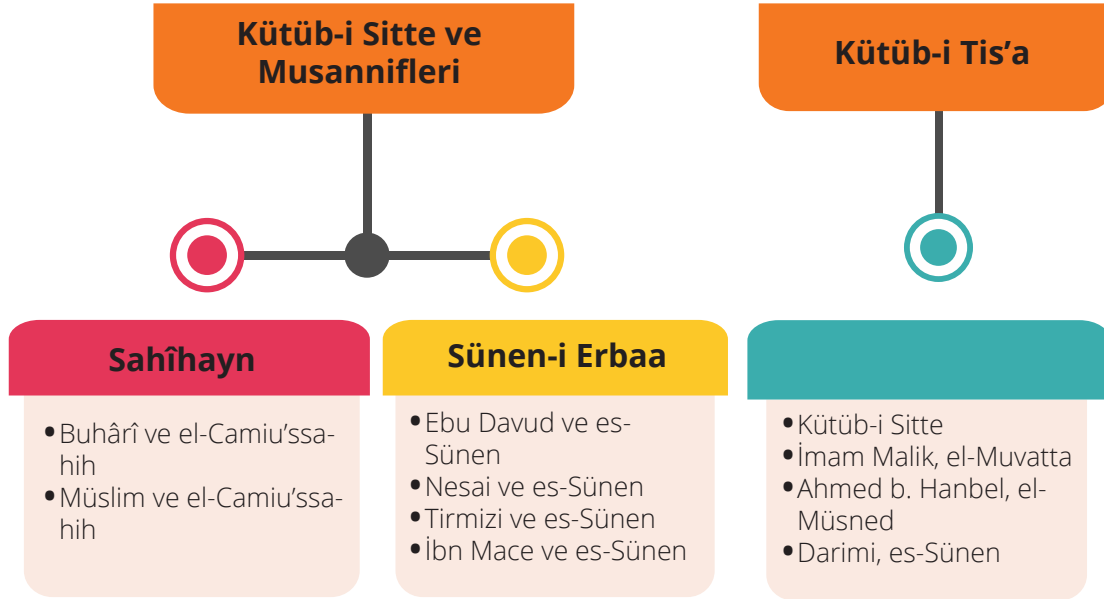 Kütüb-i Sitte ve
Musannifleri
Kütüb-i Tis’a
Sahîhayn
• Buhârî ve el-Camiu’ssa-
hih
• Müslim ve el-Camiu’ssa-
hih
Sünen-i Erbaa
• Ebu Davud ve es-
Sünen
• Nesai ve es-Sünen
• Tirmizi ve es-Sünen
• İbn Mace ve es-Sünen
• Kütüb-i Sitte
• İmam Malik, el-Muvatta
• Ahmed b. Hanbel, el-
Müsned
• Darimi, es-Sünen